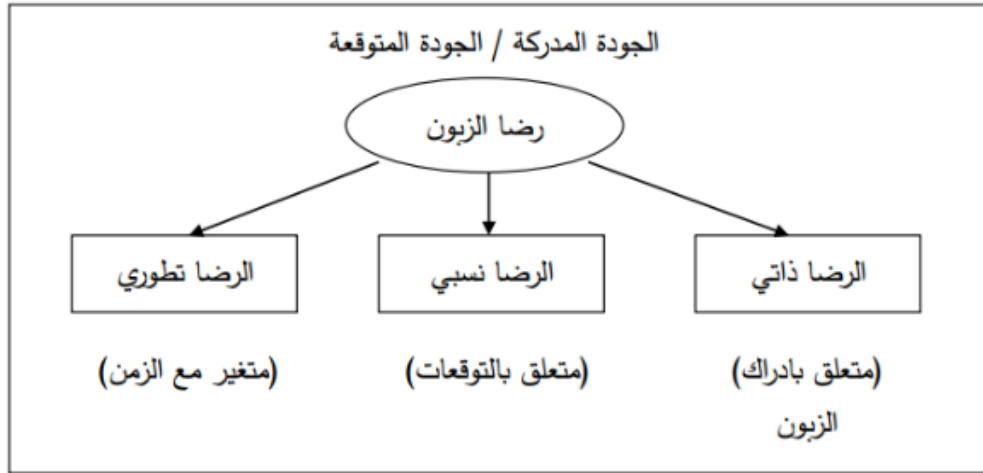 الجودة المدركة / الجودة المتوقعة
رضا الزبون
الرضا ذاتي
الرضا نسبي
الرضا تطوري
(متعلق بادراك
الزبون
(متعلق بالتوقعات)
(متغير مع الزمن)